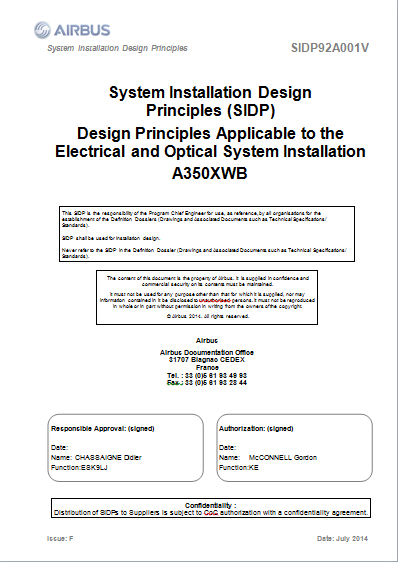 AIRBUS
System Installation Design Principles
SIDP92A001V
System Installation Design
Principles (SIDP)
Design Principles Applicable to the
Electrical and Optical System Installation
A350XWB
This SIDP is the responsibility of the Program Chief Engineer for use, as reference, by all organisations for the
establishment of the Definition Dossiers (Drawings and Associated Documents such as Technical Specifications/
Standards).
SIDP shall be used for installation design.
Never refer to the SIDP in the Definition Dossier (Drawings and Associated Documents such as Technical Specifications/
Standards).
The content of this document is the property of Airbus. It is supplied in confidence and
commercial security on its contents must be maintained.
It must not be used for any purpose other than that for which it is supplied, nor may
information contained in it be disclosed to unauthorised persons. It must not be reproduced
in whole or in part without permission in writing from the owners of the copyright.
© Airbus 2014. All rights reserved.
Airbus
Airbus Documentation Office
31707 Blagnac CEDEX
France
Tel. : 33 (0)5 61 93 49 93
Fax : 33 (0)5 61 93 28 44
Responsible Approval: (signed)
Date:
Name: CHASSAIGNE Didier
Function:ESK9LJ
Authorization: (signed)
Date:
Name: McCONNELL Gordon
Function:KE
Confidentiality :
Distribution of SIDPs to Suppliers is subject to CoC authorization with a confidentiality agreement.
Issue: F
Date: July 2014